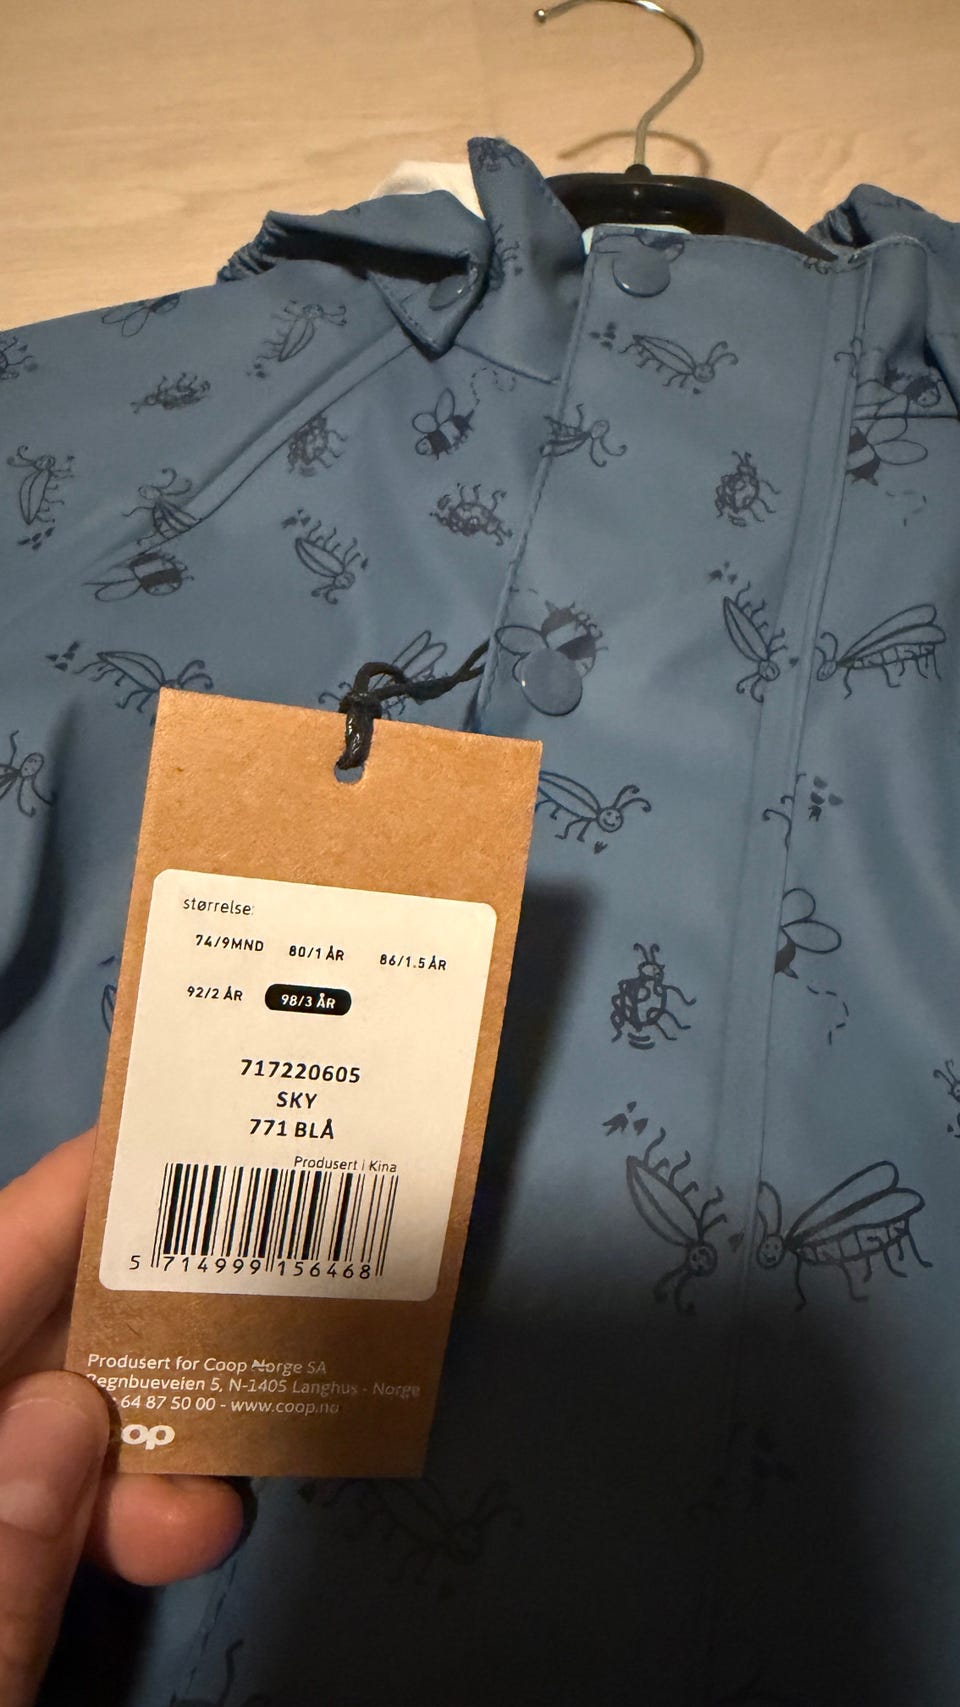 størrelse:
74/9MND 80/1 ÅR 86/1.5 ÅR
92/2 ÅR 98/3 ÅR
717220605
SKY
771 BLÅ
Produsert i Kina
5 714999 156468
Produsert for Coop Norge SA
Regnbueveien 5, N-1405 Langhus - Norge
64 87 50 00 - www.coop.no
oop